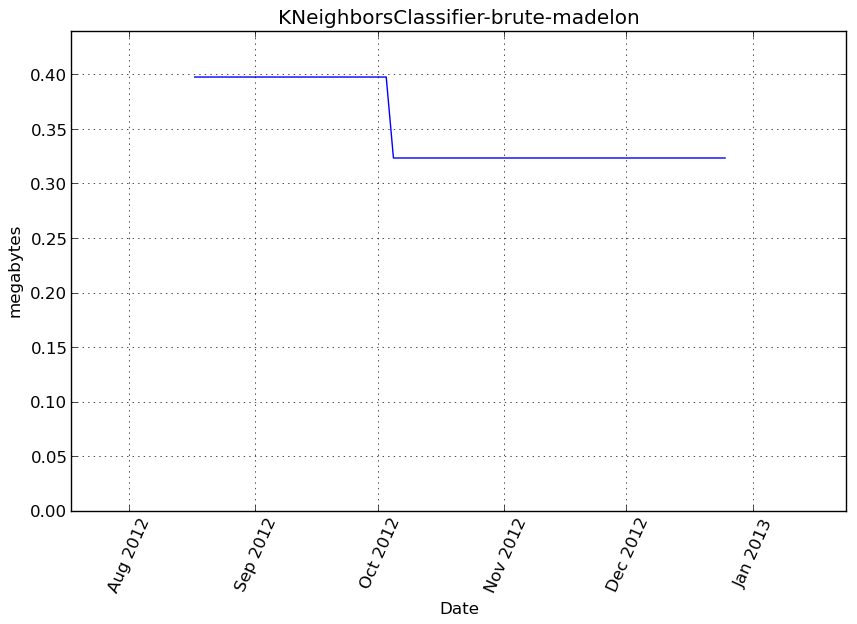 KNeighborsClassifier-brute-madelon
0.40
0.35
0.30
0.25
0.20
0.15
0.10
0.05
0.00
megabytes
Aug 2012
Sep 2012
Oct 2012
Nov 2012
Dec 2012
Jan 2013
Date